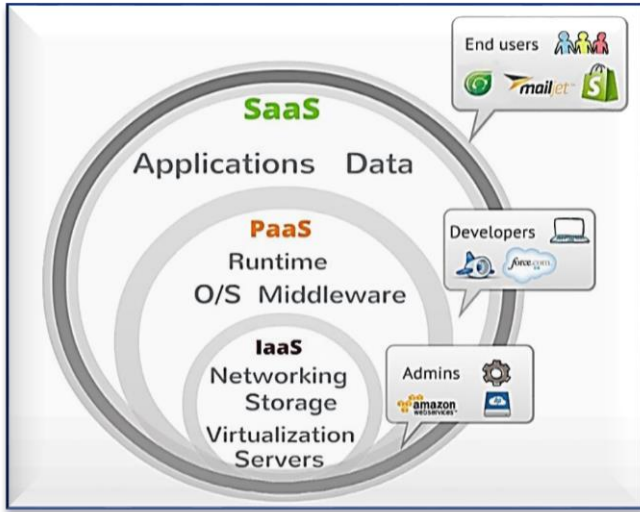 End users
mailjet
SaaS
Applications Data
PaaS
Runtime
O/S Middleware
Developers
force.com
IaaS
Networking
Storage
Virtualization
Servers
Admins
amazon
webservices™